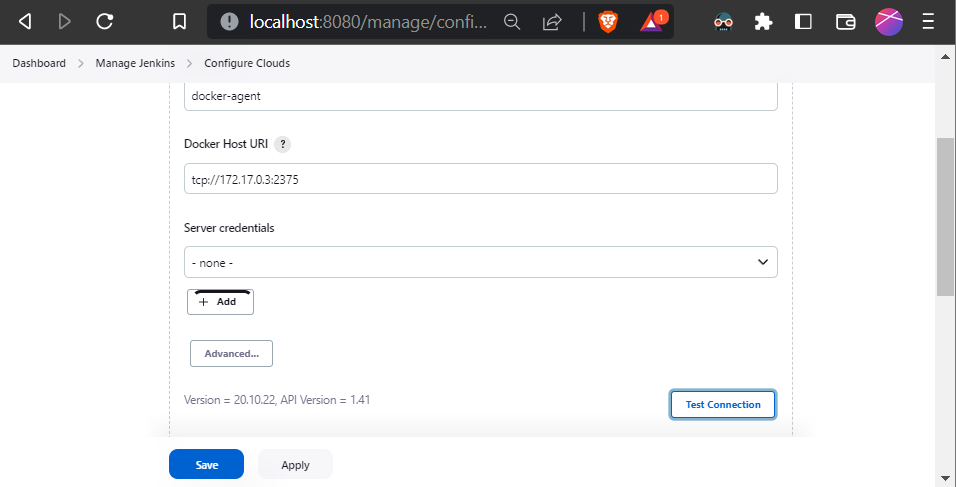 localhost:8080/manage/confi...
1
Dashboard > Manage Jenkins > Configure Clouds
docker-agent
Docker Host URI ?
tcp://172.17.0.3:2375
Server credentials
- none -
+ Add
Advanced...
Version = 20.10.22, API Version = 1.41
Test Connection
Save
Apply